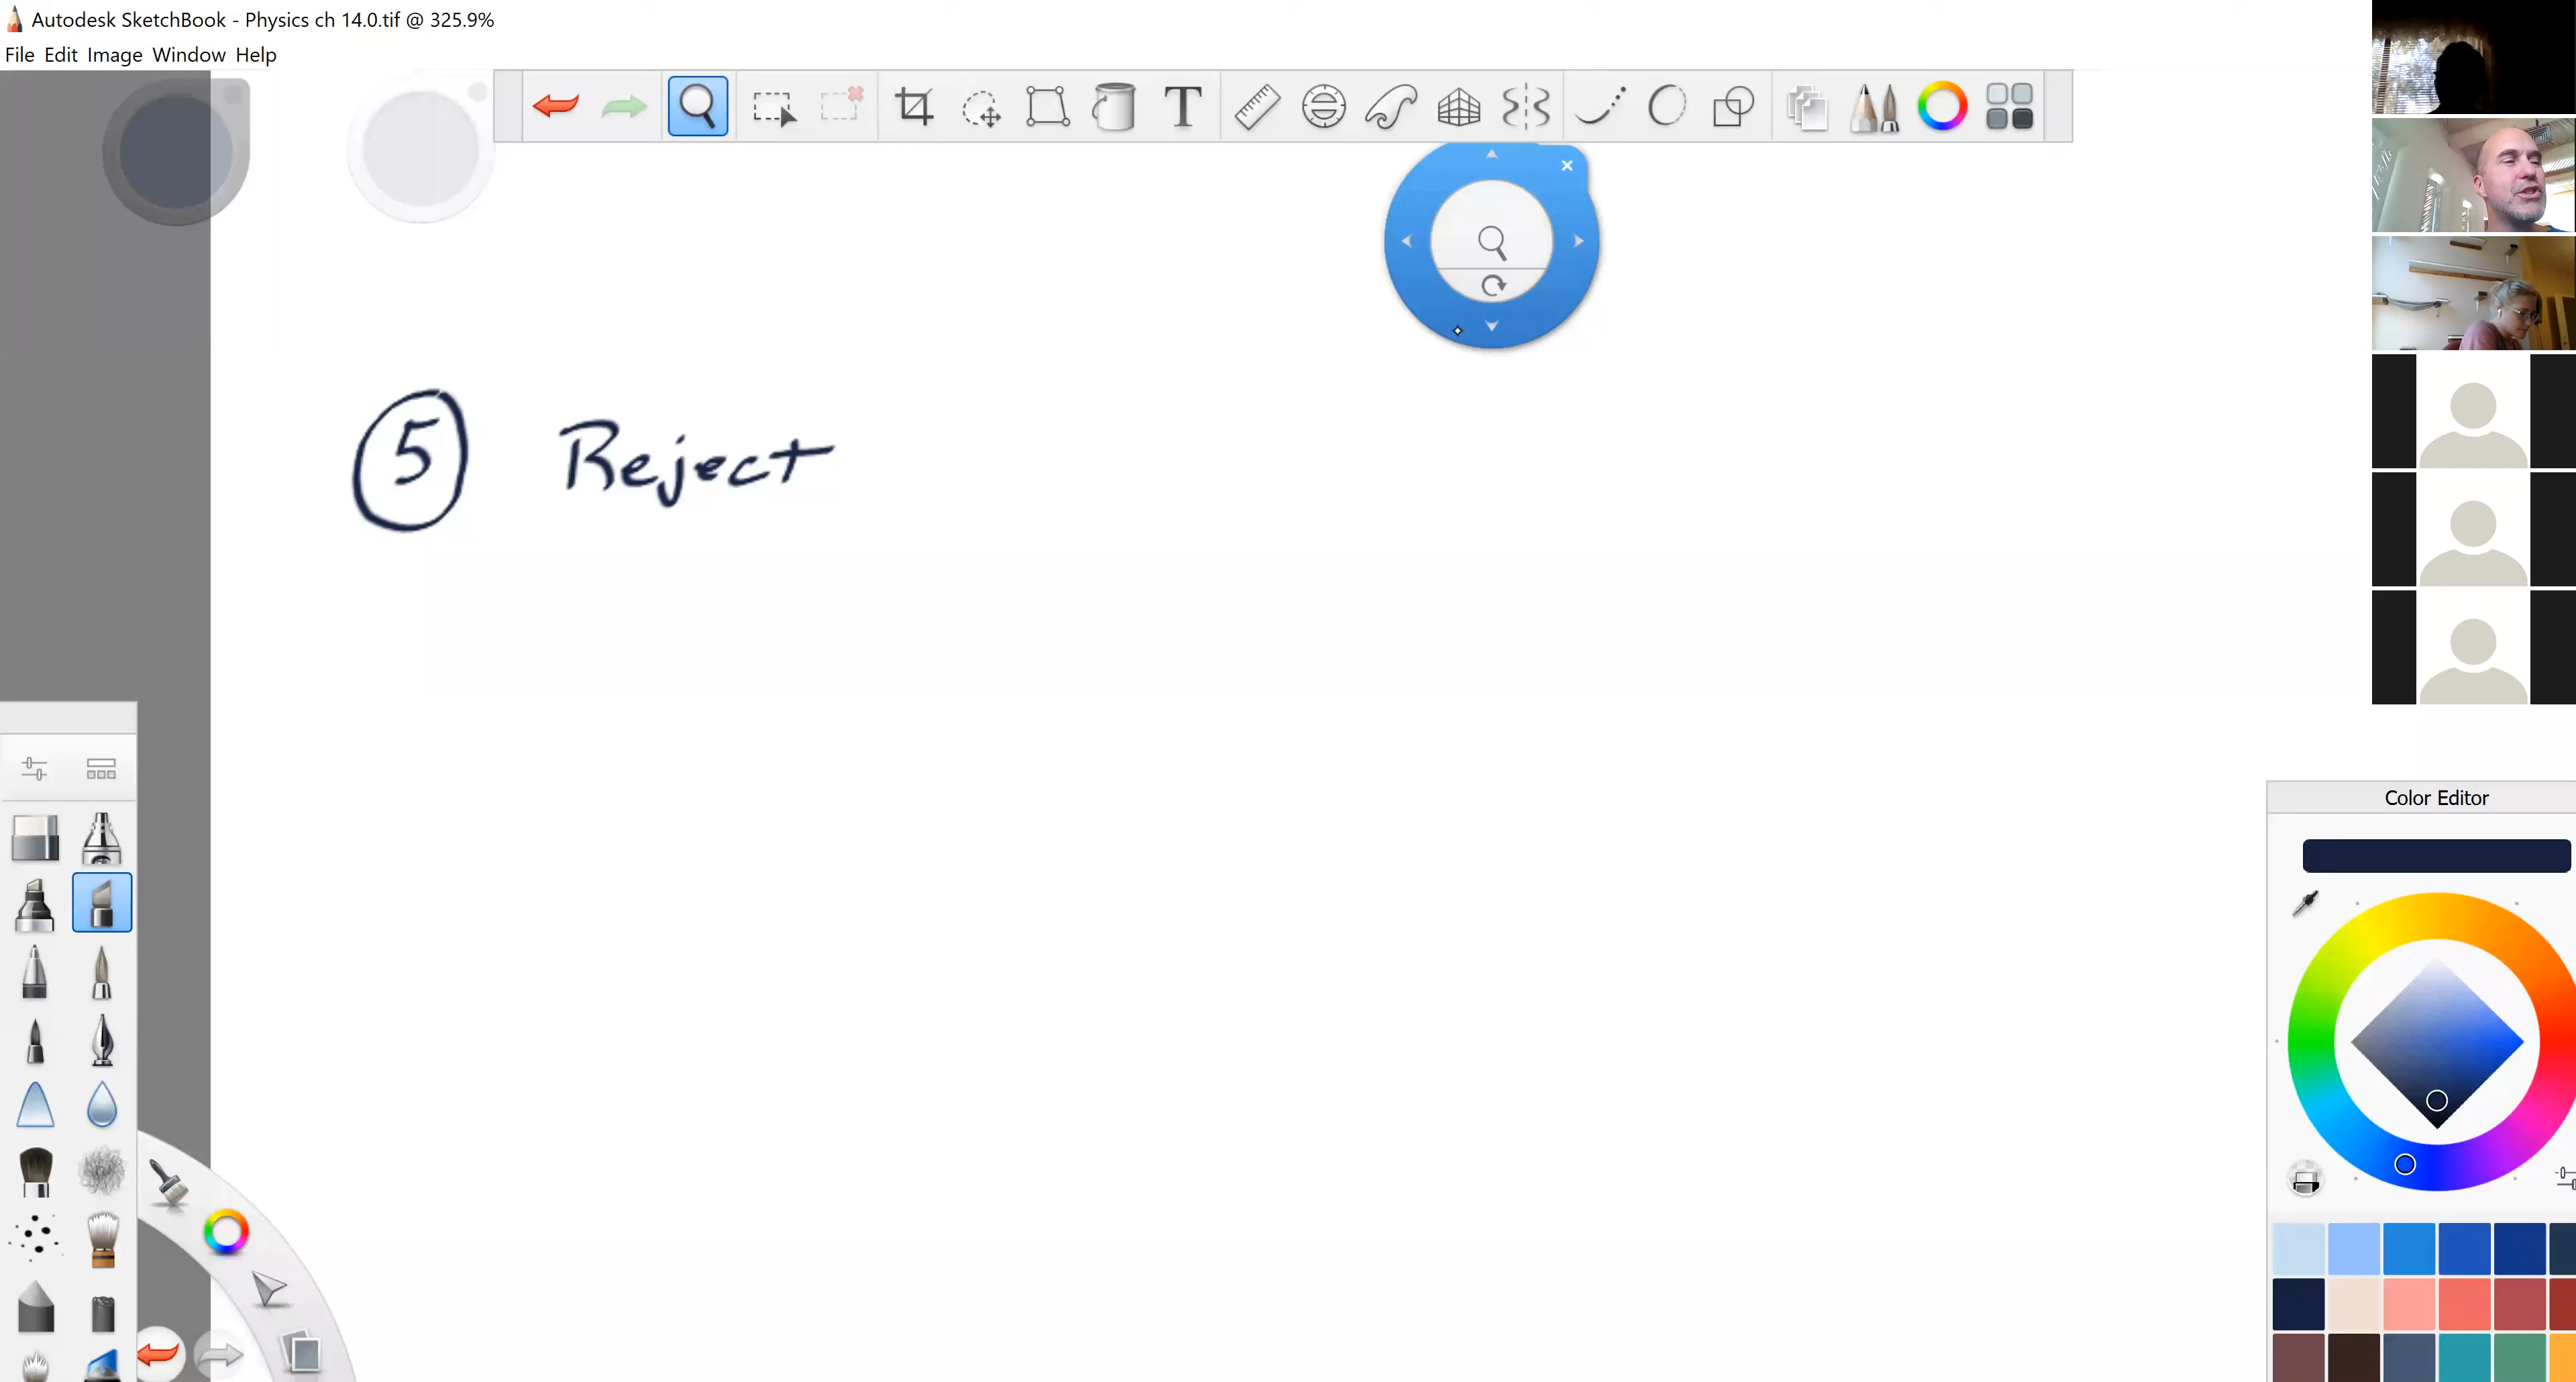 Autodesk SketchBook - Physics ch 14.0.tif @ 325.9%
File Edit Image Window Help
T
5 Reject
Color Editor